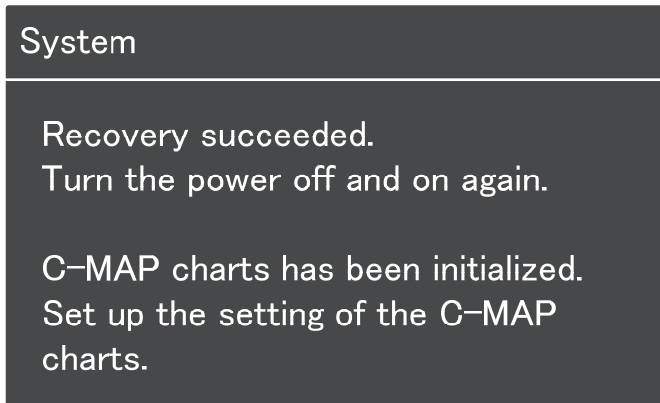 System
Recovery succeeded.
Turn the power off and on again.
C-MAP charts has been initialized.
Set up the setting of the C-MAP
charts.